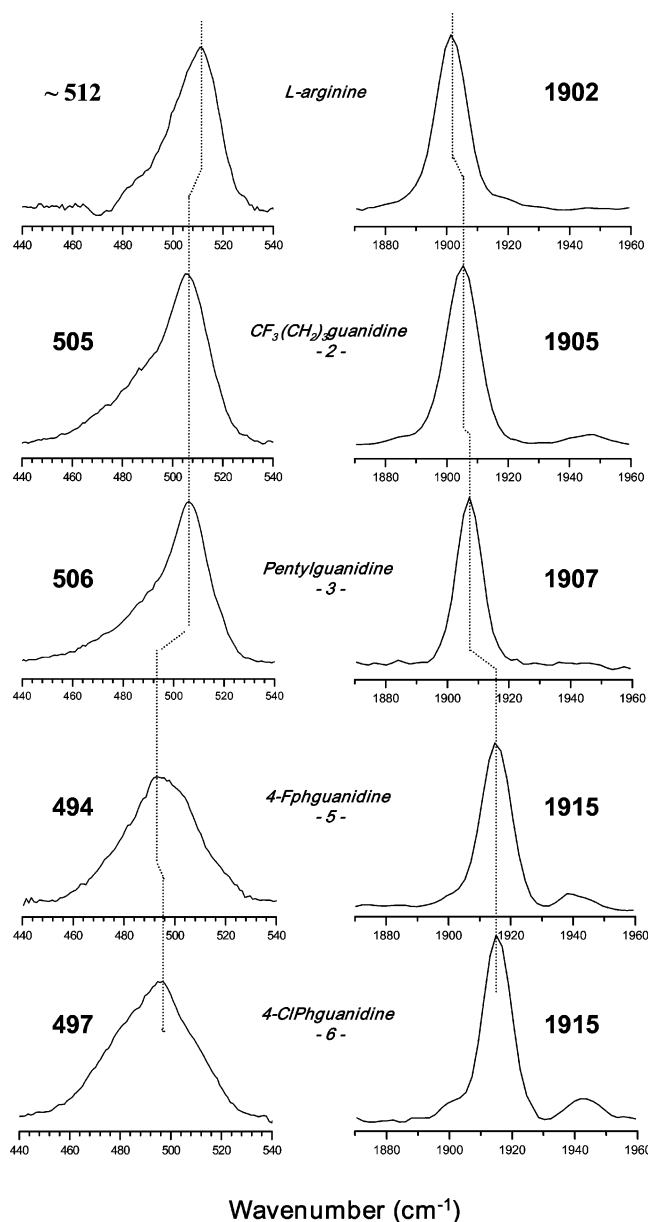 ~ 512 L-arginine 1902
440 460 480 500 520 540 1880 1900 1920 1940 1960
505 CF₃(CH₂)₃guanidine 1905
-2-
440 460 480 500 520 540 1880 1900 1920 1940 1960
506 Pentylguanidine 1907
-3-
440 460 480 500 520 540 1880 1900 1920 1940 1960
494 4-Fphguanidine 1915
-5-
440 460 480 500 520 540 1880 1900 1920 1940 1960
497 4-ClPhguanidine 1915
-6-
440 460 480 500 520 540 1880 1900 1920 1940 1960
Wavenumber (cm⁻¹)